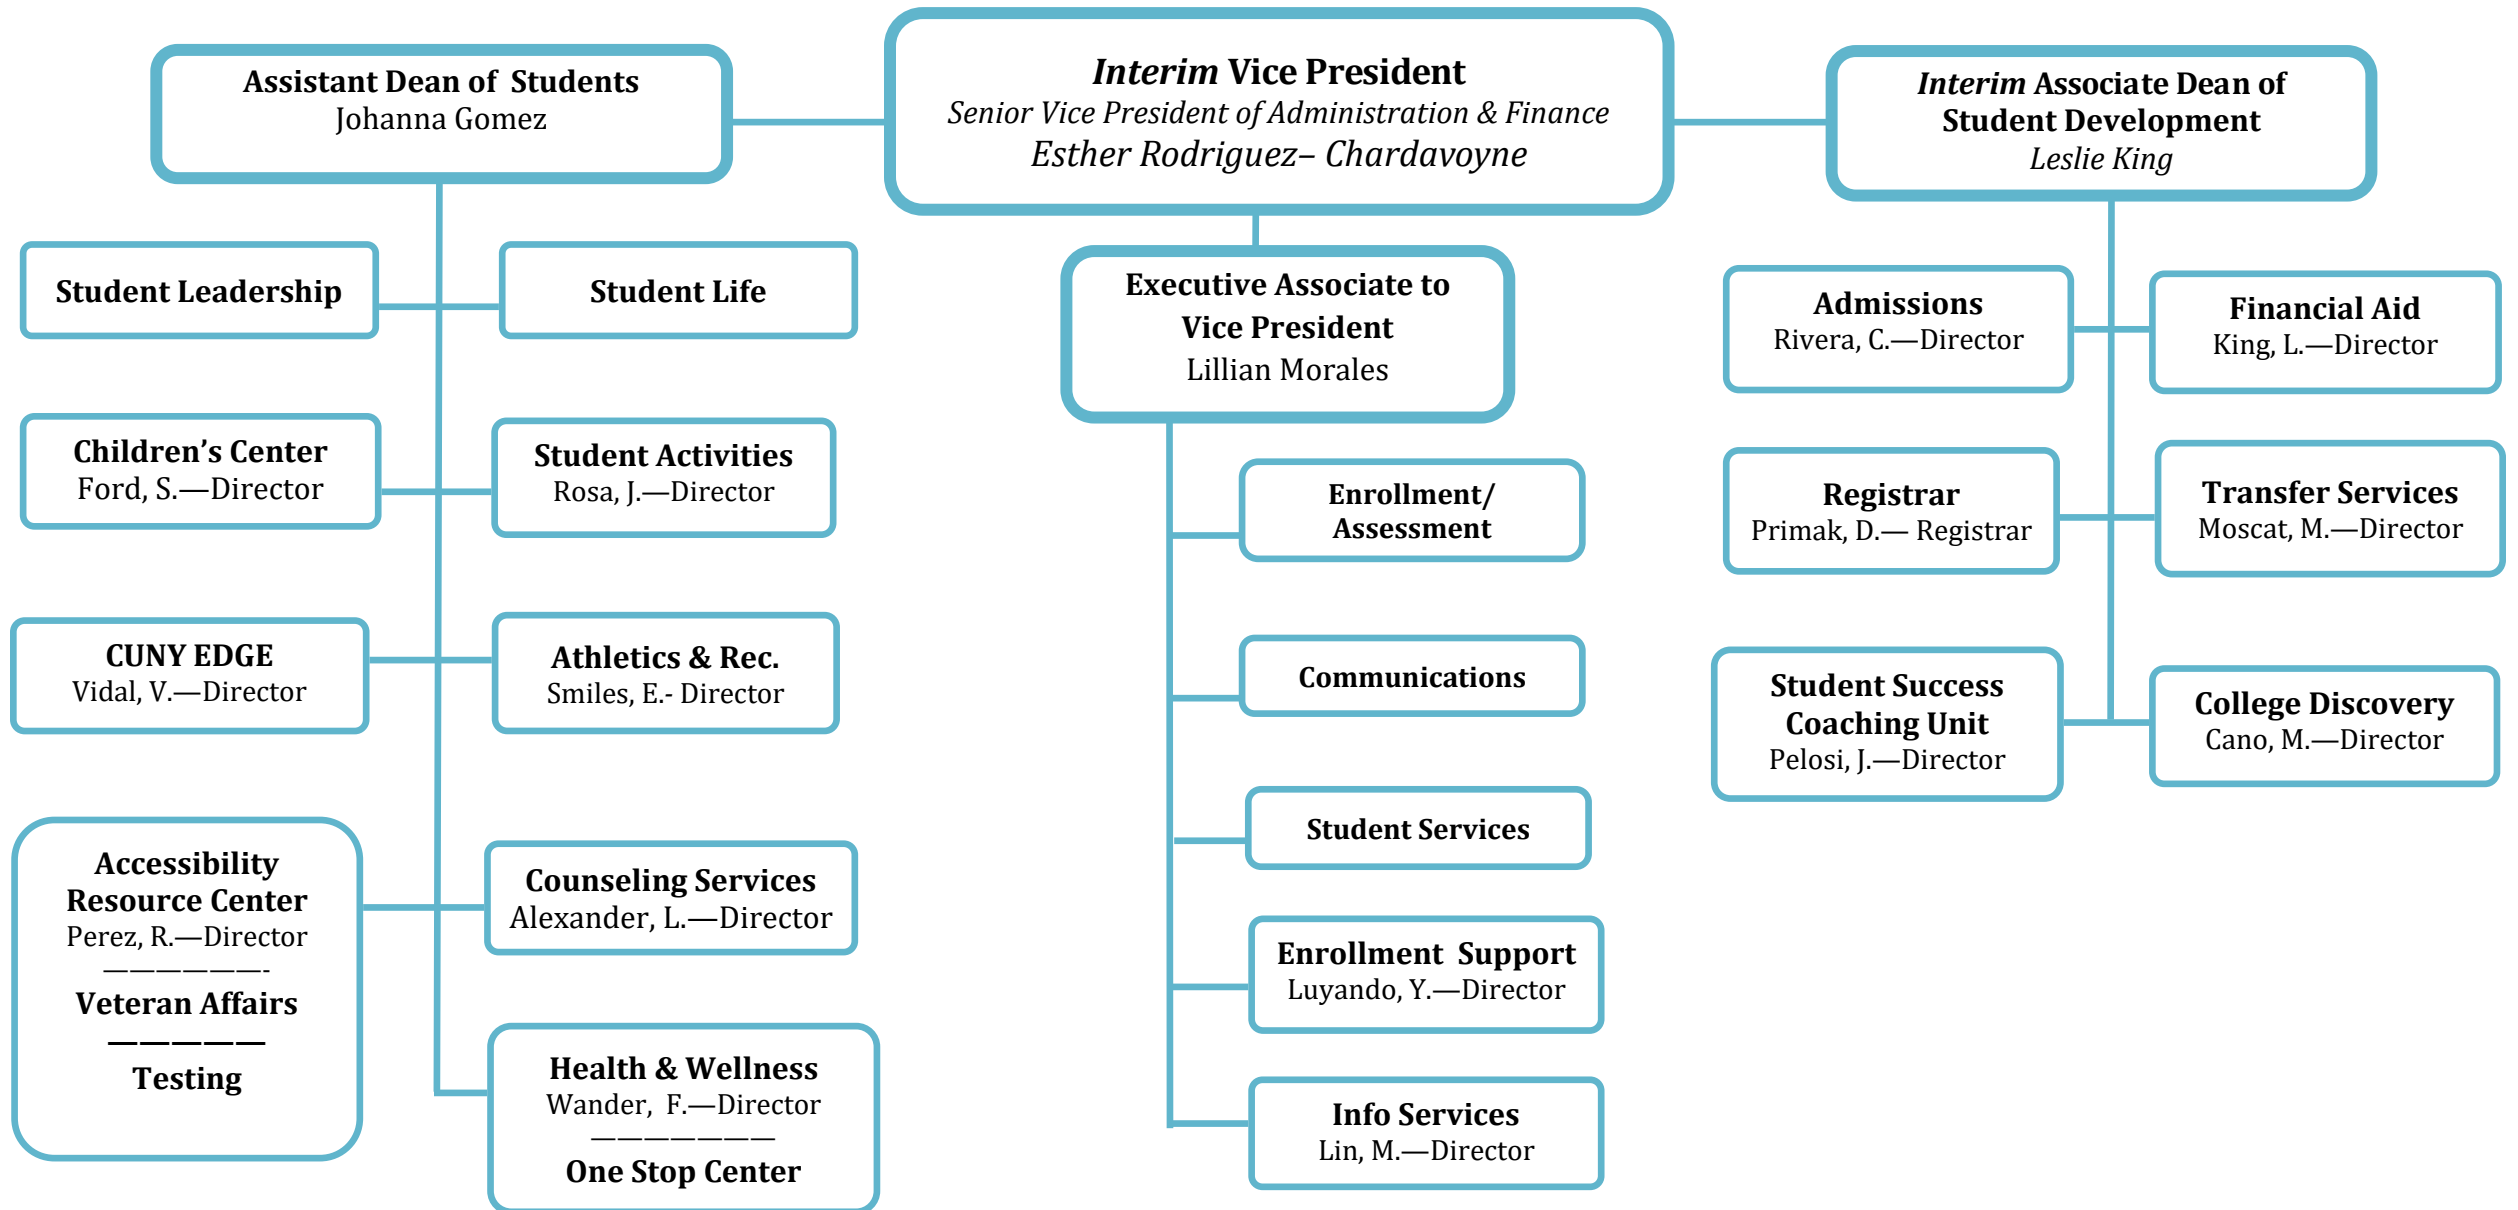 Assistant Dean of  Students
Johanna Gomez
Interim Vice President
Senior Vice President of Administration & Finance
Esther Rodriguez– Chardavoyne
Interim Associate Dean of
Student Development
Leslie King
Student Leadership
Student Life
Children’s Center
Ford, S.—Director
Student Activities
Rosa, J.—Director
CUNY EDGE
Vidal, V.—Director
Athletics & Rec.
Smiles, E.- Director
Accessibility
Resource Center
Perez, R.—Director
——————-
Veteran Affairs
—————
Testing
Counseling Services
Alexander, L.—Director
Health & Wellness
Wander,  F.—Director
———————
One Stop Center
Executive Associate to
Vice President
Lillian Morales
Enrollment/
Assessment
Communications
Student Services
Enrollment  Support
Luyando, Y.—Director
Info Services
Lin, M.—Director
Admissions
Rivera, C.—Director
Financial Aid
King, L.—Director
Registrar
Primak, D.— Registrar
Transfer Services
Moscat, M.—Director
Student Success
Coaching Unit
Pelosi, J.—Director
College Discovery
Cano, M.—Director